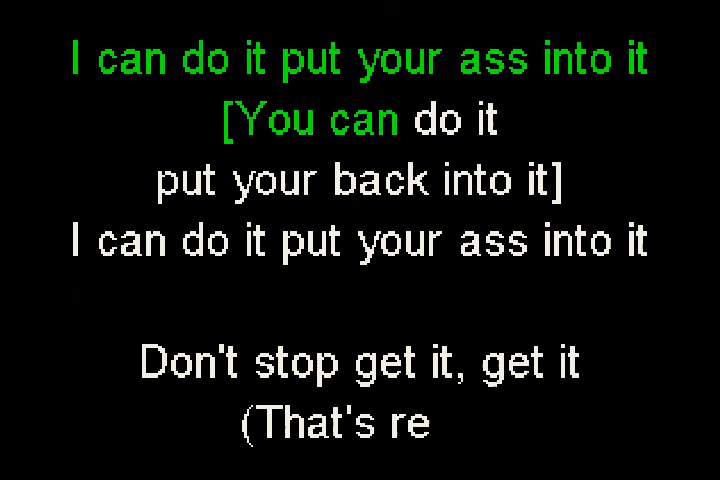 I can do it put your ass into it
[You can do it
put your back into it]
I can do it put your ass into it
Don't stop get it, get it
(That's re